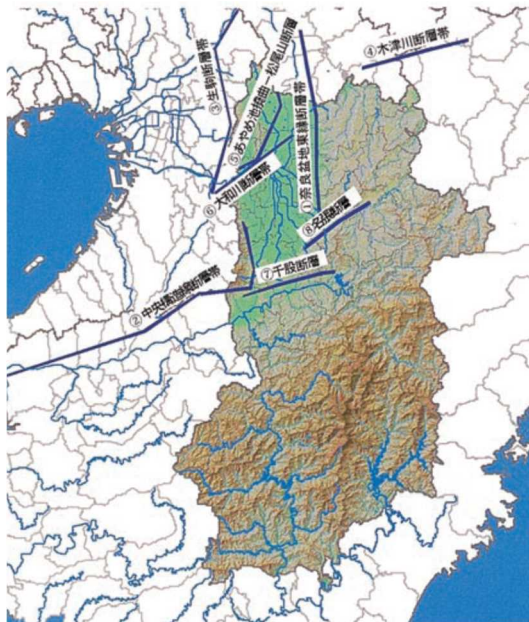 ①奈良盆地東縁断層帯
②中央構造線断層帯
③生駒断層帯
④木津川断層帯
⑤あやめ池撓曲ー松尾山断層
⑥大和川断層帯
⑦千股断層
⑧名張断層